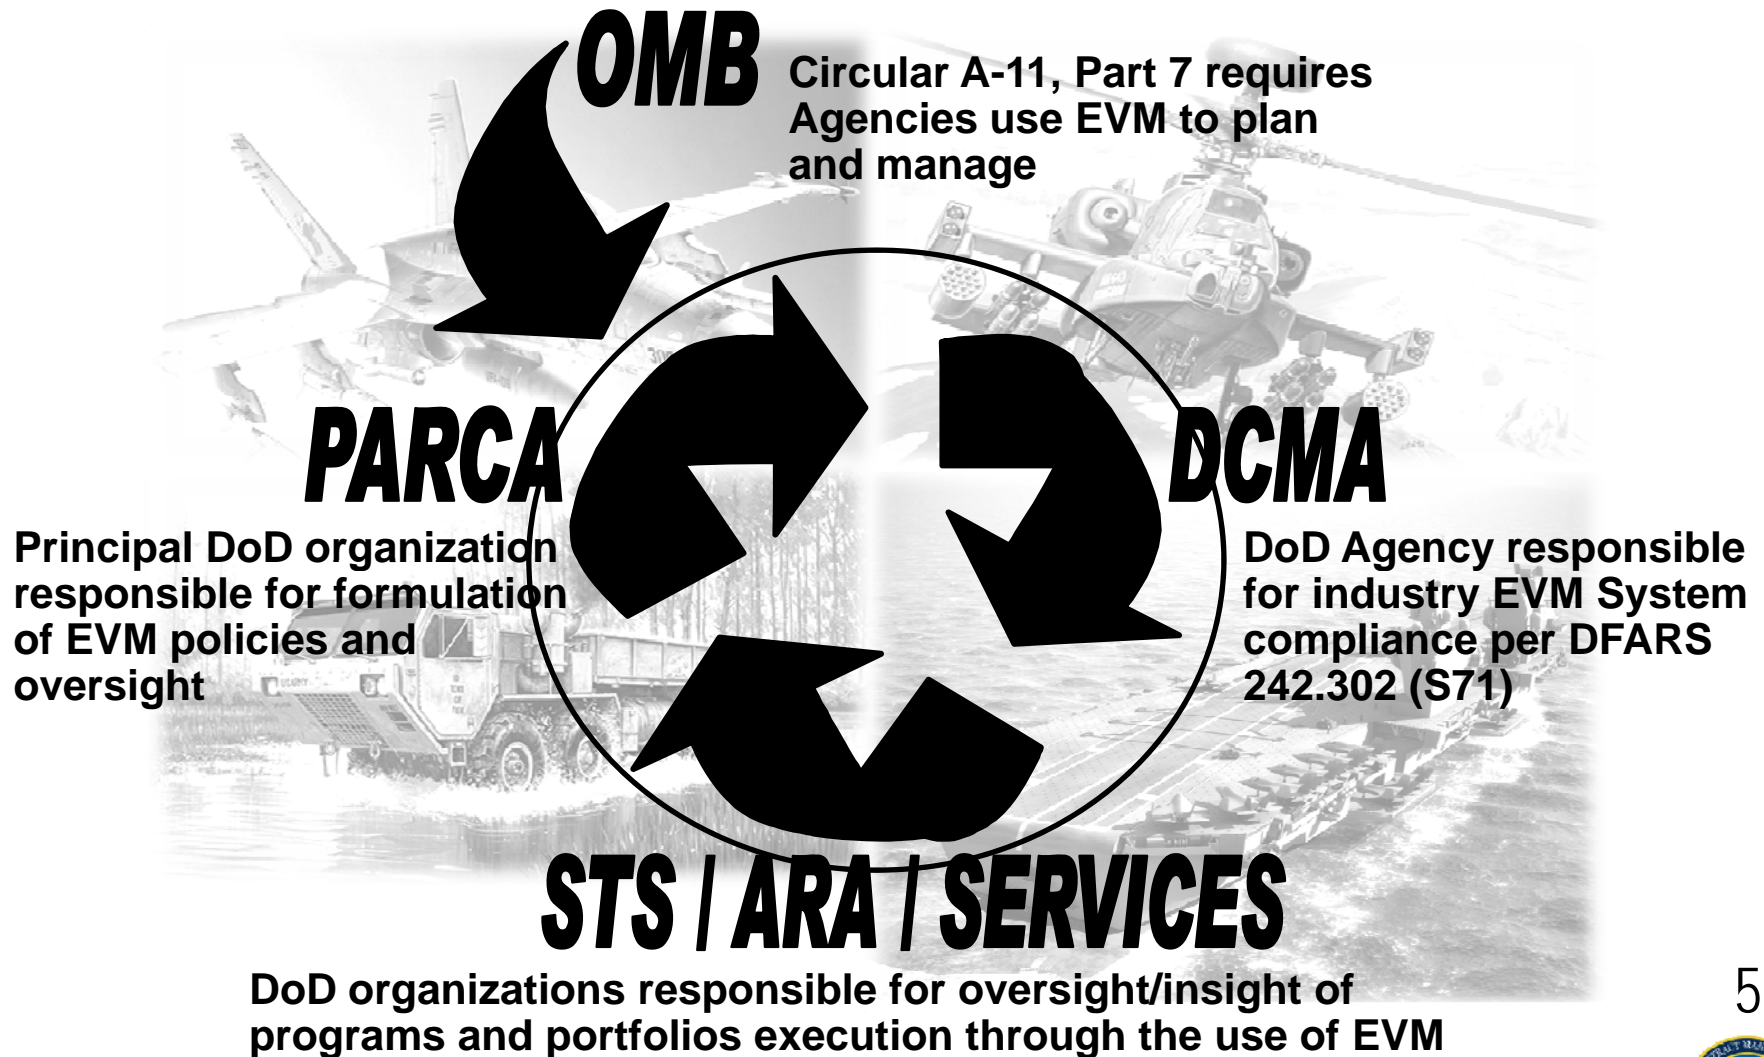 OMB
Circular A-11, Part 7 requires
Agencies use EVM to plan
and manage
PARCA
Principal DoD organization
responsible for formulation
of EVM policies and
oversight
DCMA
DoD Agency responsible
for industry EVM System
compliance per DFARS
242.302 (S71)
STS / ARA / SERVICES
DoD organizations responsible for oversight/insight of
programs and portfolios execution through the use of EVM
5